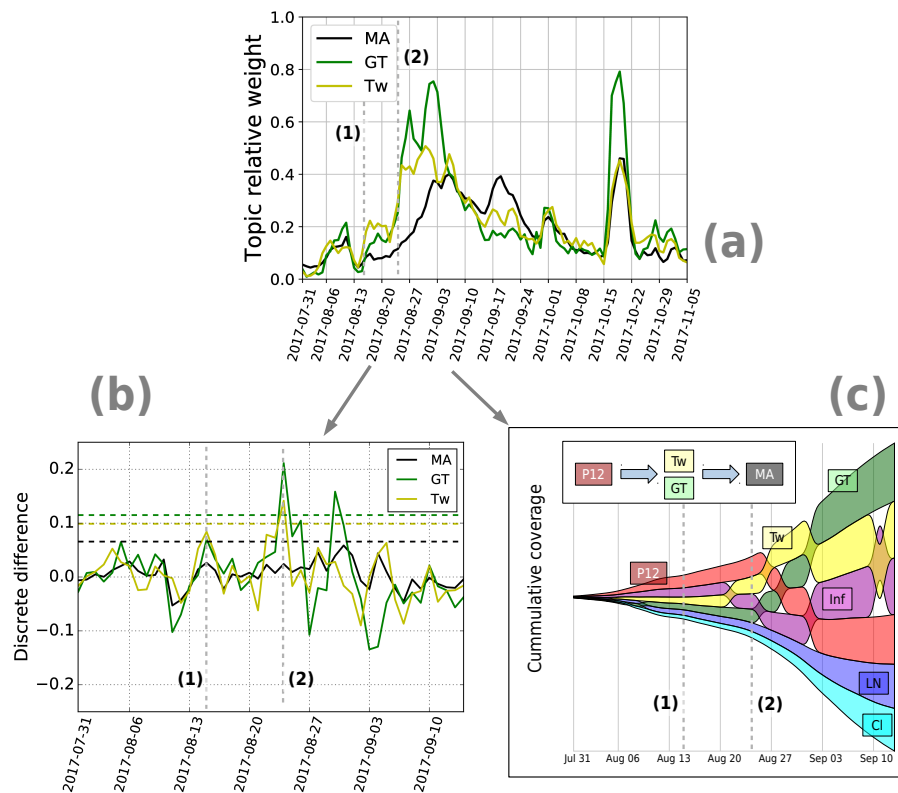 1.0
0.8
0.6
0.4
0.2
0.0
Topic relative weight
MA
GT
Tw
(1)
(2)
2017-07-31
2017-08-06
2017-08-13
2017-08-20
2017-08-27
2017-09-03
2017-09-10
2017-09-17
2017-09-24
2017-10-01
2017-10-08
2017-10-15
2017-10-22
2017-10-29
2017-11-05
(a)
(b)
0.2
0.1
0.0
−0.1
−0.2
Discrete difference
MA
GT
Tw
(1)
(2)
2017-07-31
2017-08-06
2017-08-13
2017-08-20
2017-08-27
2017-09-03
2017-09-10
(c)
Cummulative coverage
P12
Tw
GT
MA
GT
Tw
P12
Inf
LN
Cl
(1)
(2)
Jul 31
Aug 06
Aug 13
Aug 20
Aug 27
Sep 03
Sep 10